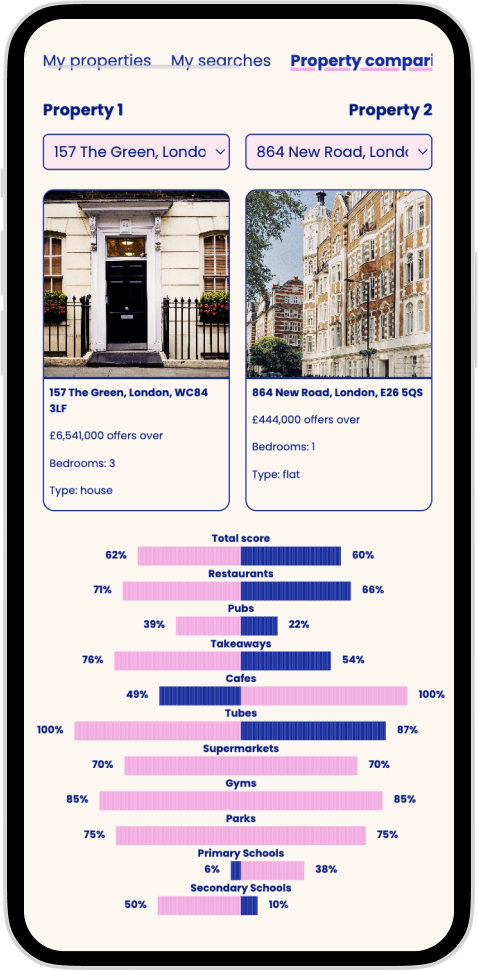 My properties My searches Property compari
Property 1 Property 2
157 The Green, Londo 864 New Road, Londo
157 The Green, London, WC84
3LF
£6,541,000 offers over
Bedrooms: 3
Type: house
864 New Road, London, E26 5QS
£444,000 offers over
Bedrooms: 1
Type: flat
Total score
62% 60%
Restaurants
71% 66%
Pubs
39% 22%
Takeaways
76% 54%
Cafes
49% 100%
Tubes
100% 87%
Supermarkets
70% 70%
Gyms
85% 85%
Parks
75% 75%
Primary Schools
6% 38%
Secondary Schools
50% 10%